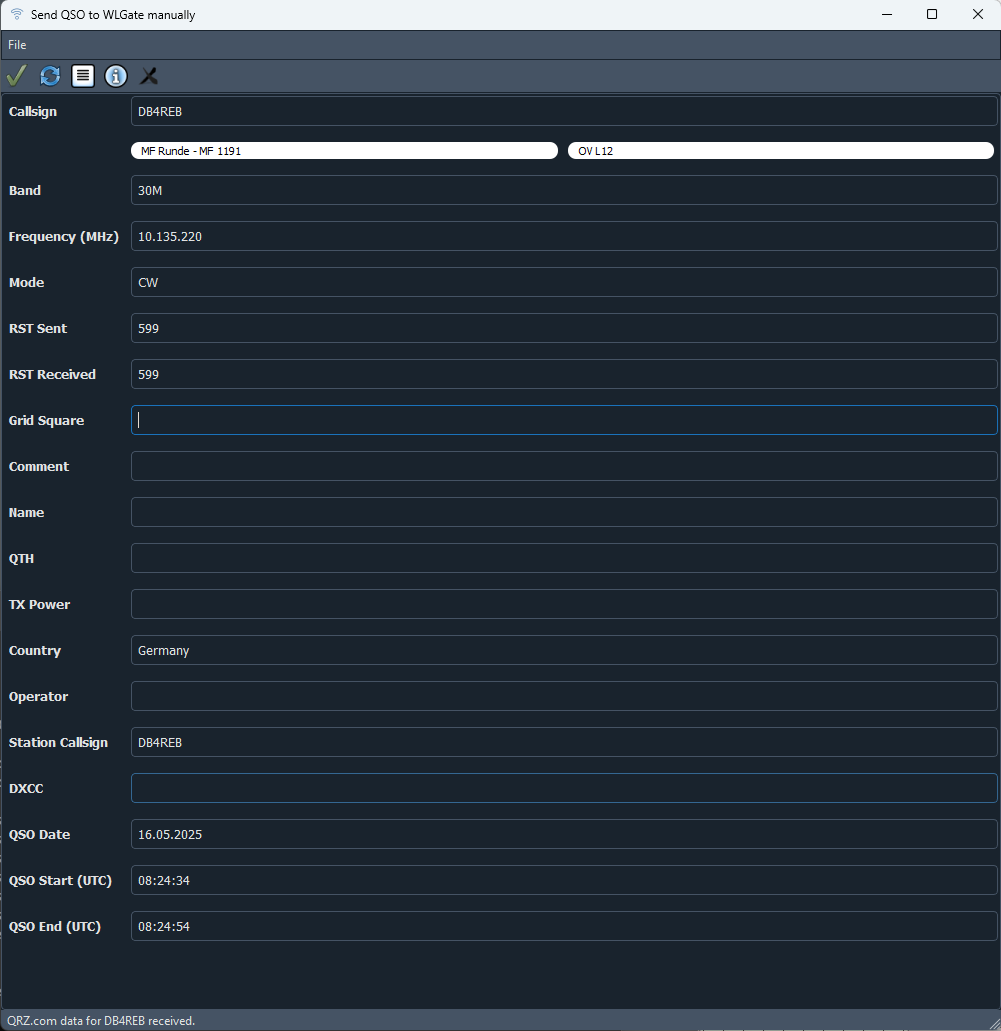 Send QSO to WLGate manually
File
Callsign DB4REB
MF Runde - MF 1191 OV L12
Band 30M
Frequency (MHz) 10.135.220
Mode CW
RST Sent 599
RST Received 599
Grid Square
Comment
Name
QTH
TX Power
Country Germany
Operator
Station Callsign DB4REB
DXCC
QSO Date 16.05.2025
QSO Start (UTC) 08:24:34
QSO End (UTC) 08:24:54
QRZ.com data for DB4REB received.